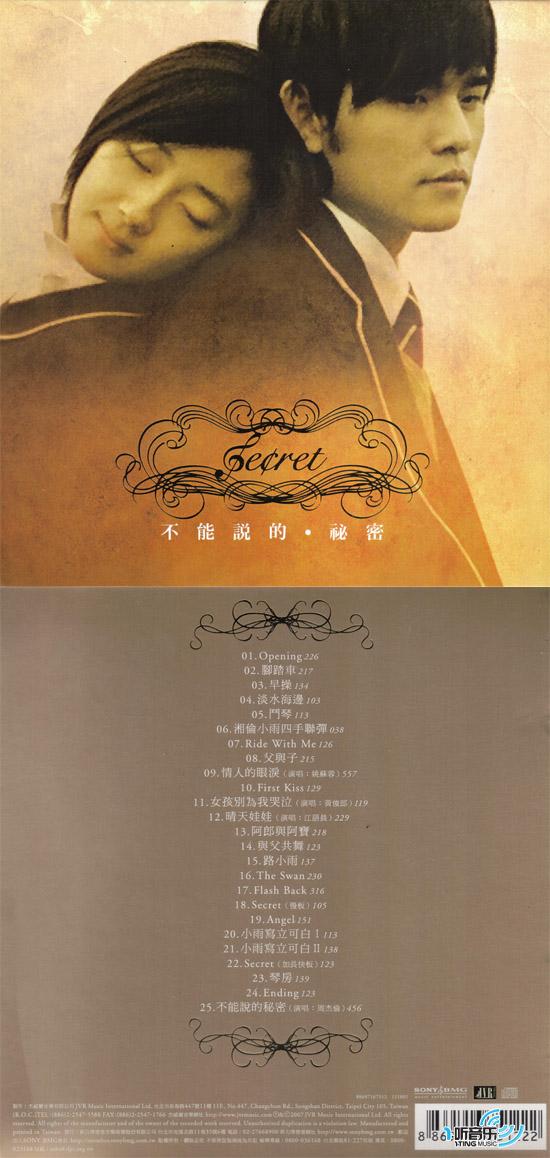 Secret
不能說的•祕密
01.Opening 226
02.腳踏車 217
03.早操 134
04.淡水海邊 103
05.鬥琴 113
06.湘倫小雨四手聯彈 038
07.Ride With Me 126
08.父與子 215
09.情人的眼淚（演唱：姚蘇蓉）557
10.First Kiss 129
11.女孩別為我哭泣（演唱：黃俊郎）119
12.晴天娃娃（演唱：江語晨）229
13.阿郎與阿寶 218
14.與父共舞 123
15.路小雨 137
16.The Swan 230
17.Flash Back 316
18.Secret（慢板）105
19.Angel 151
20.小雨寫立可白 I 113
21.小雨寫立可白 II 138
22.Secret（加長快板）123
23.琴房 139
24.Ending 123
25.不能說的秘密（演唱：周杰倫）456
SONY BMG
MUSIC ENTERTAINMENT
JVR
听音乐
TING MUSIC